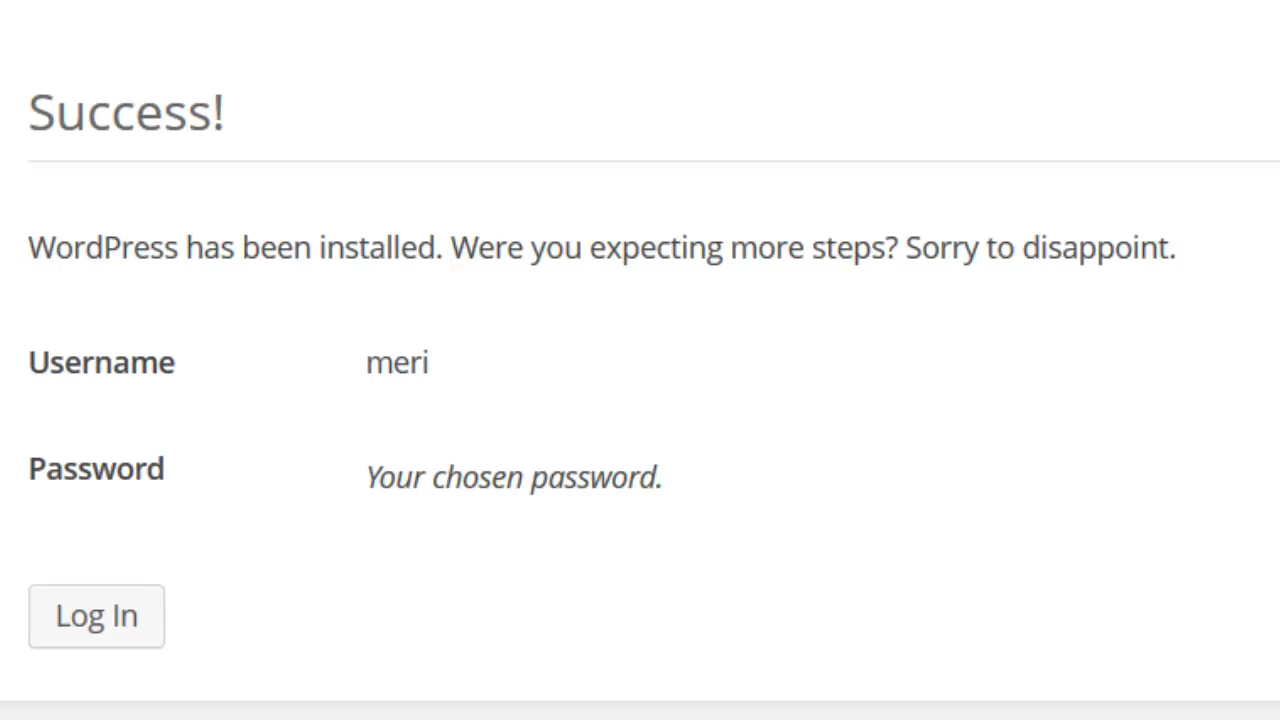 Success!
WordPress has been installed. Were you expecting more steps? Sorry to disappoint.
Username meri
Password Your chosen password.
Log In